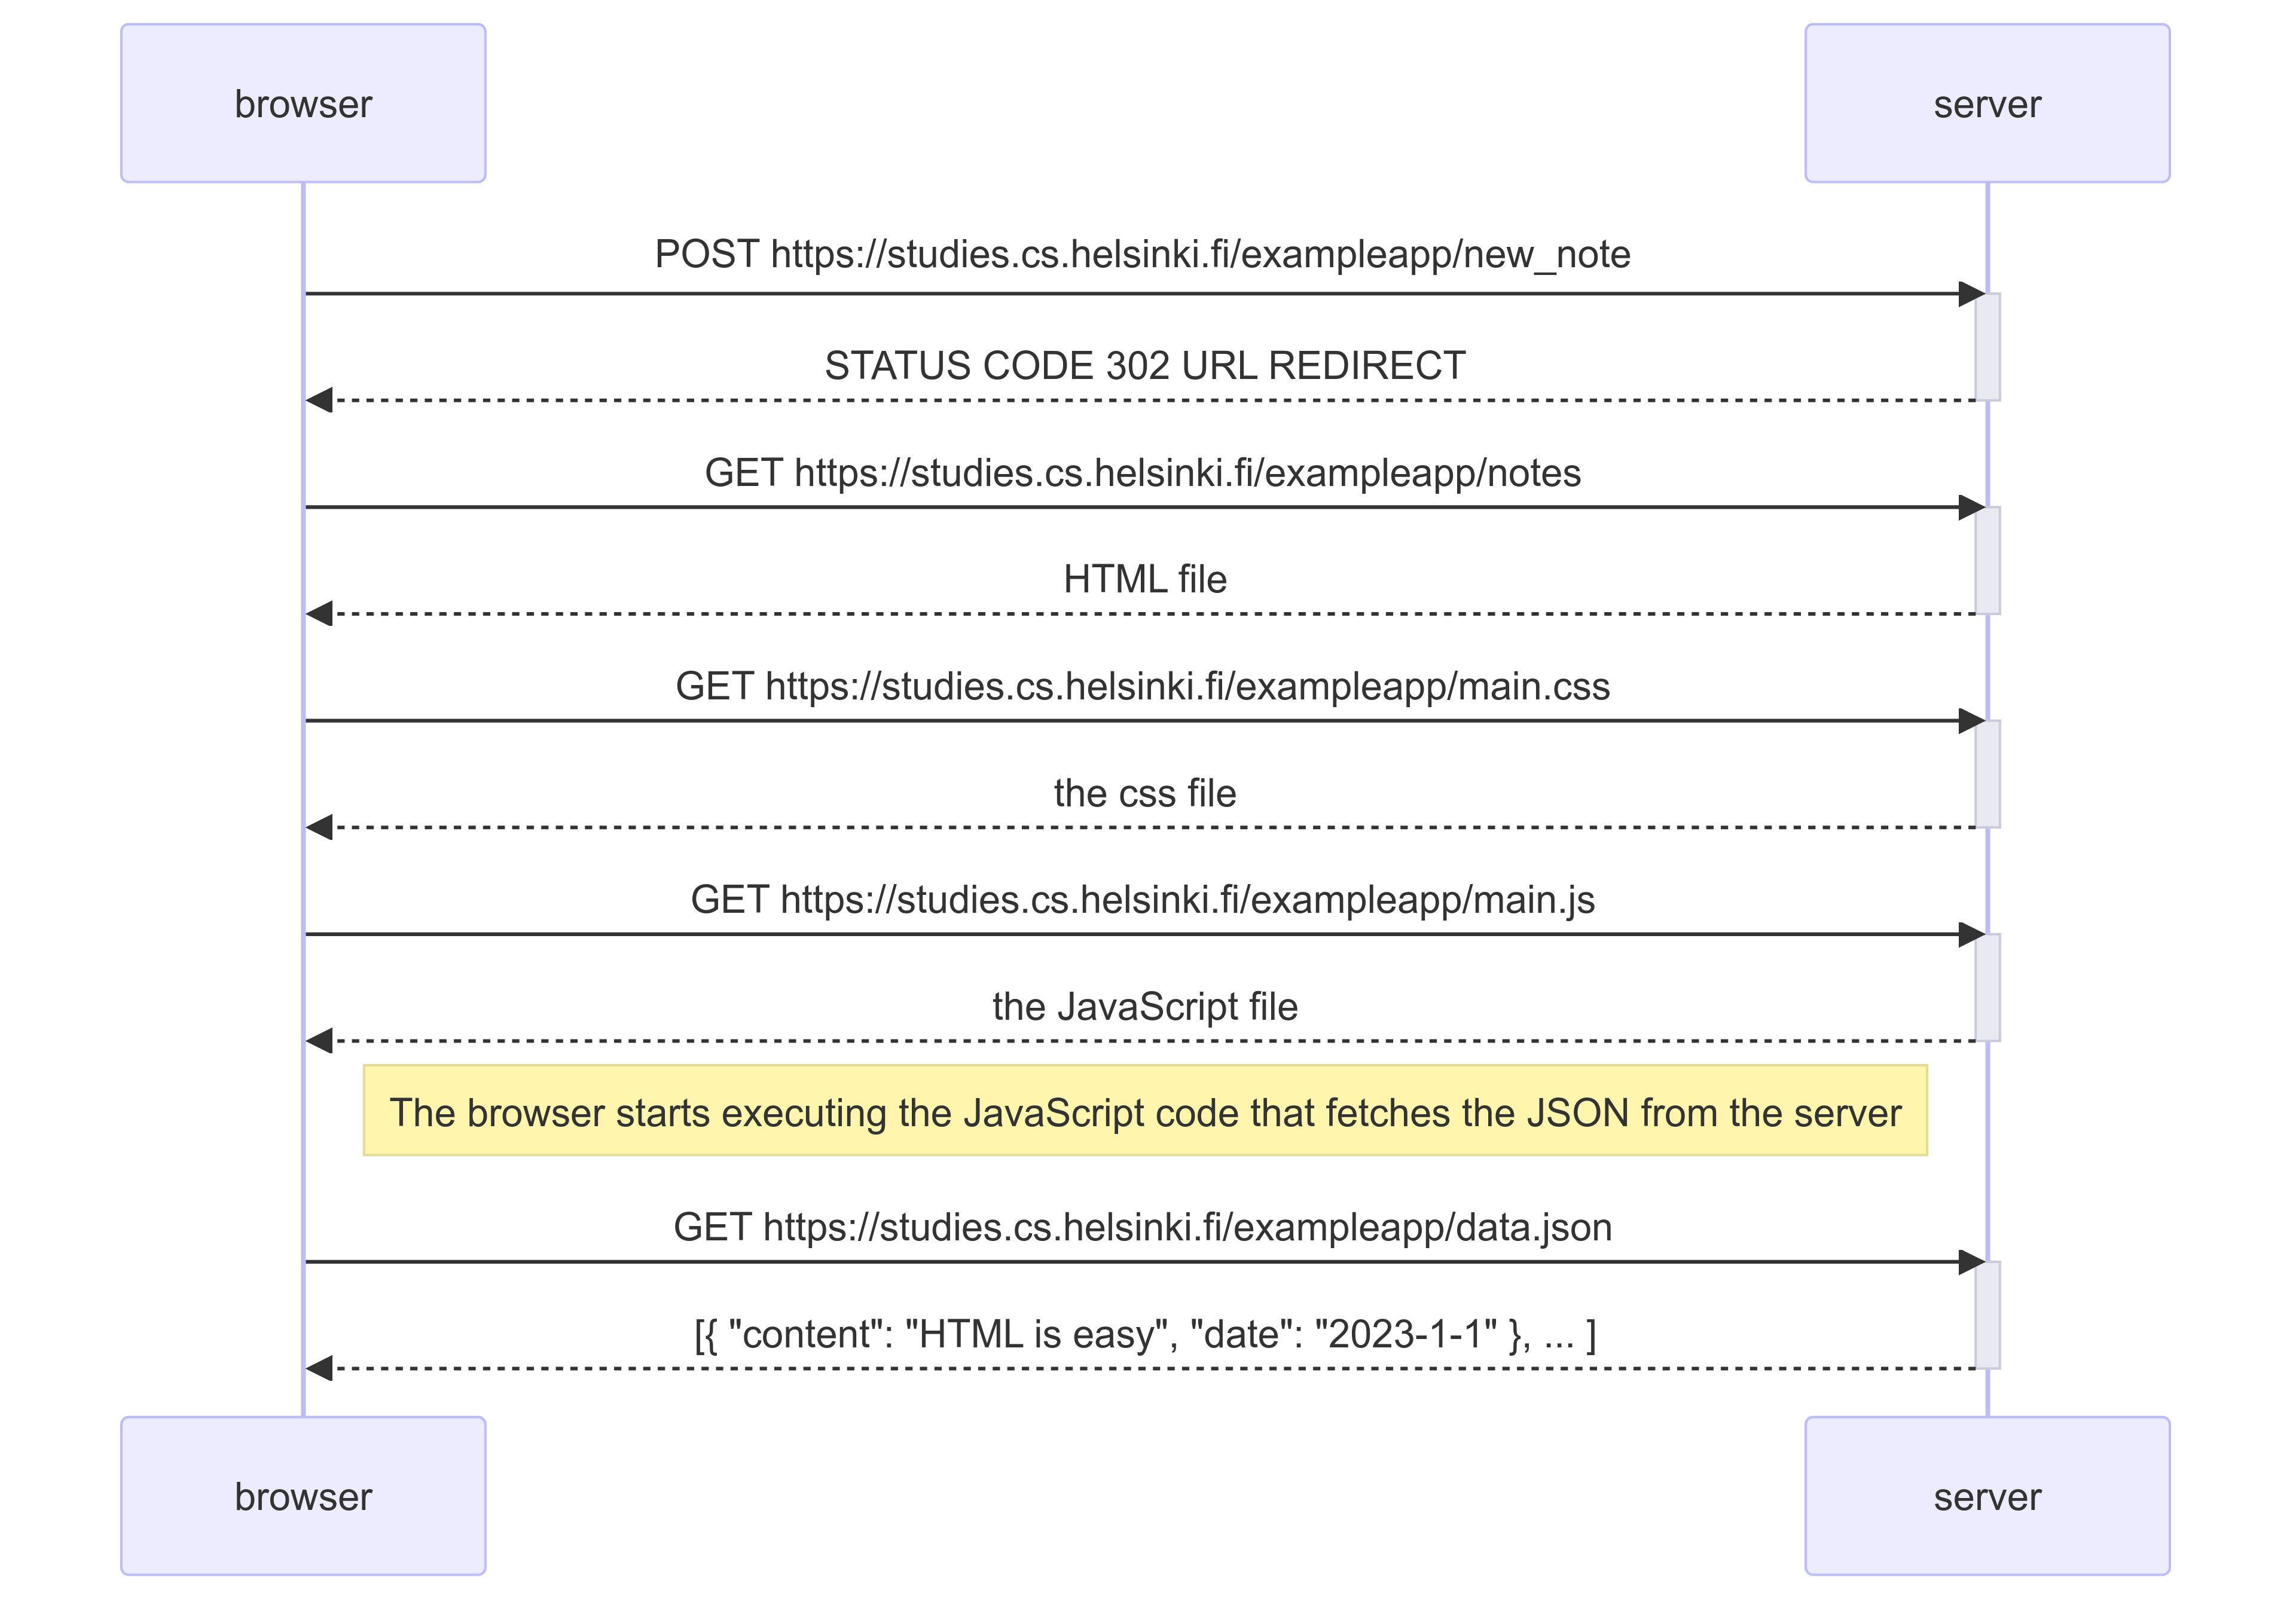 browser
server
POST https://studies.cs.helsinki.fi/exampleapp/new_note
STATUS CODE 302 URL REDIRECT
GET https://studies.cs.helsinki.fi/exampleapp/notes
HTML file
GET https://studies.cs.helsinki.fi/exampleapp/main.css
the css file
GET https://studies.cs.helsinki.fi/exampleapp/main.js
the JavaScript file
The browser starts executing the JavaScript code that fetches the JSON from the server
GET https://studies.cs.helsinki.fi/exampleapp/data.json
[{ "content": "HTML is easy", "date": "2023-1-1" }, ... ]
browser
server